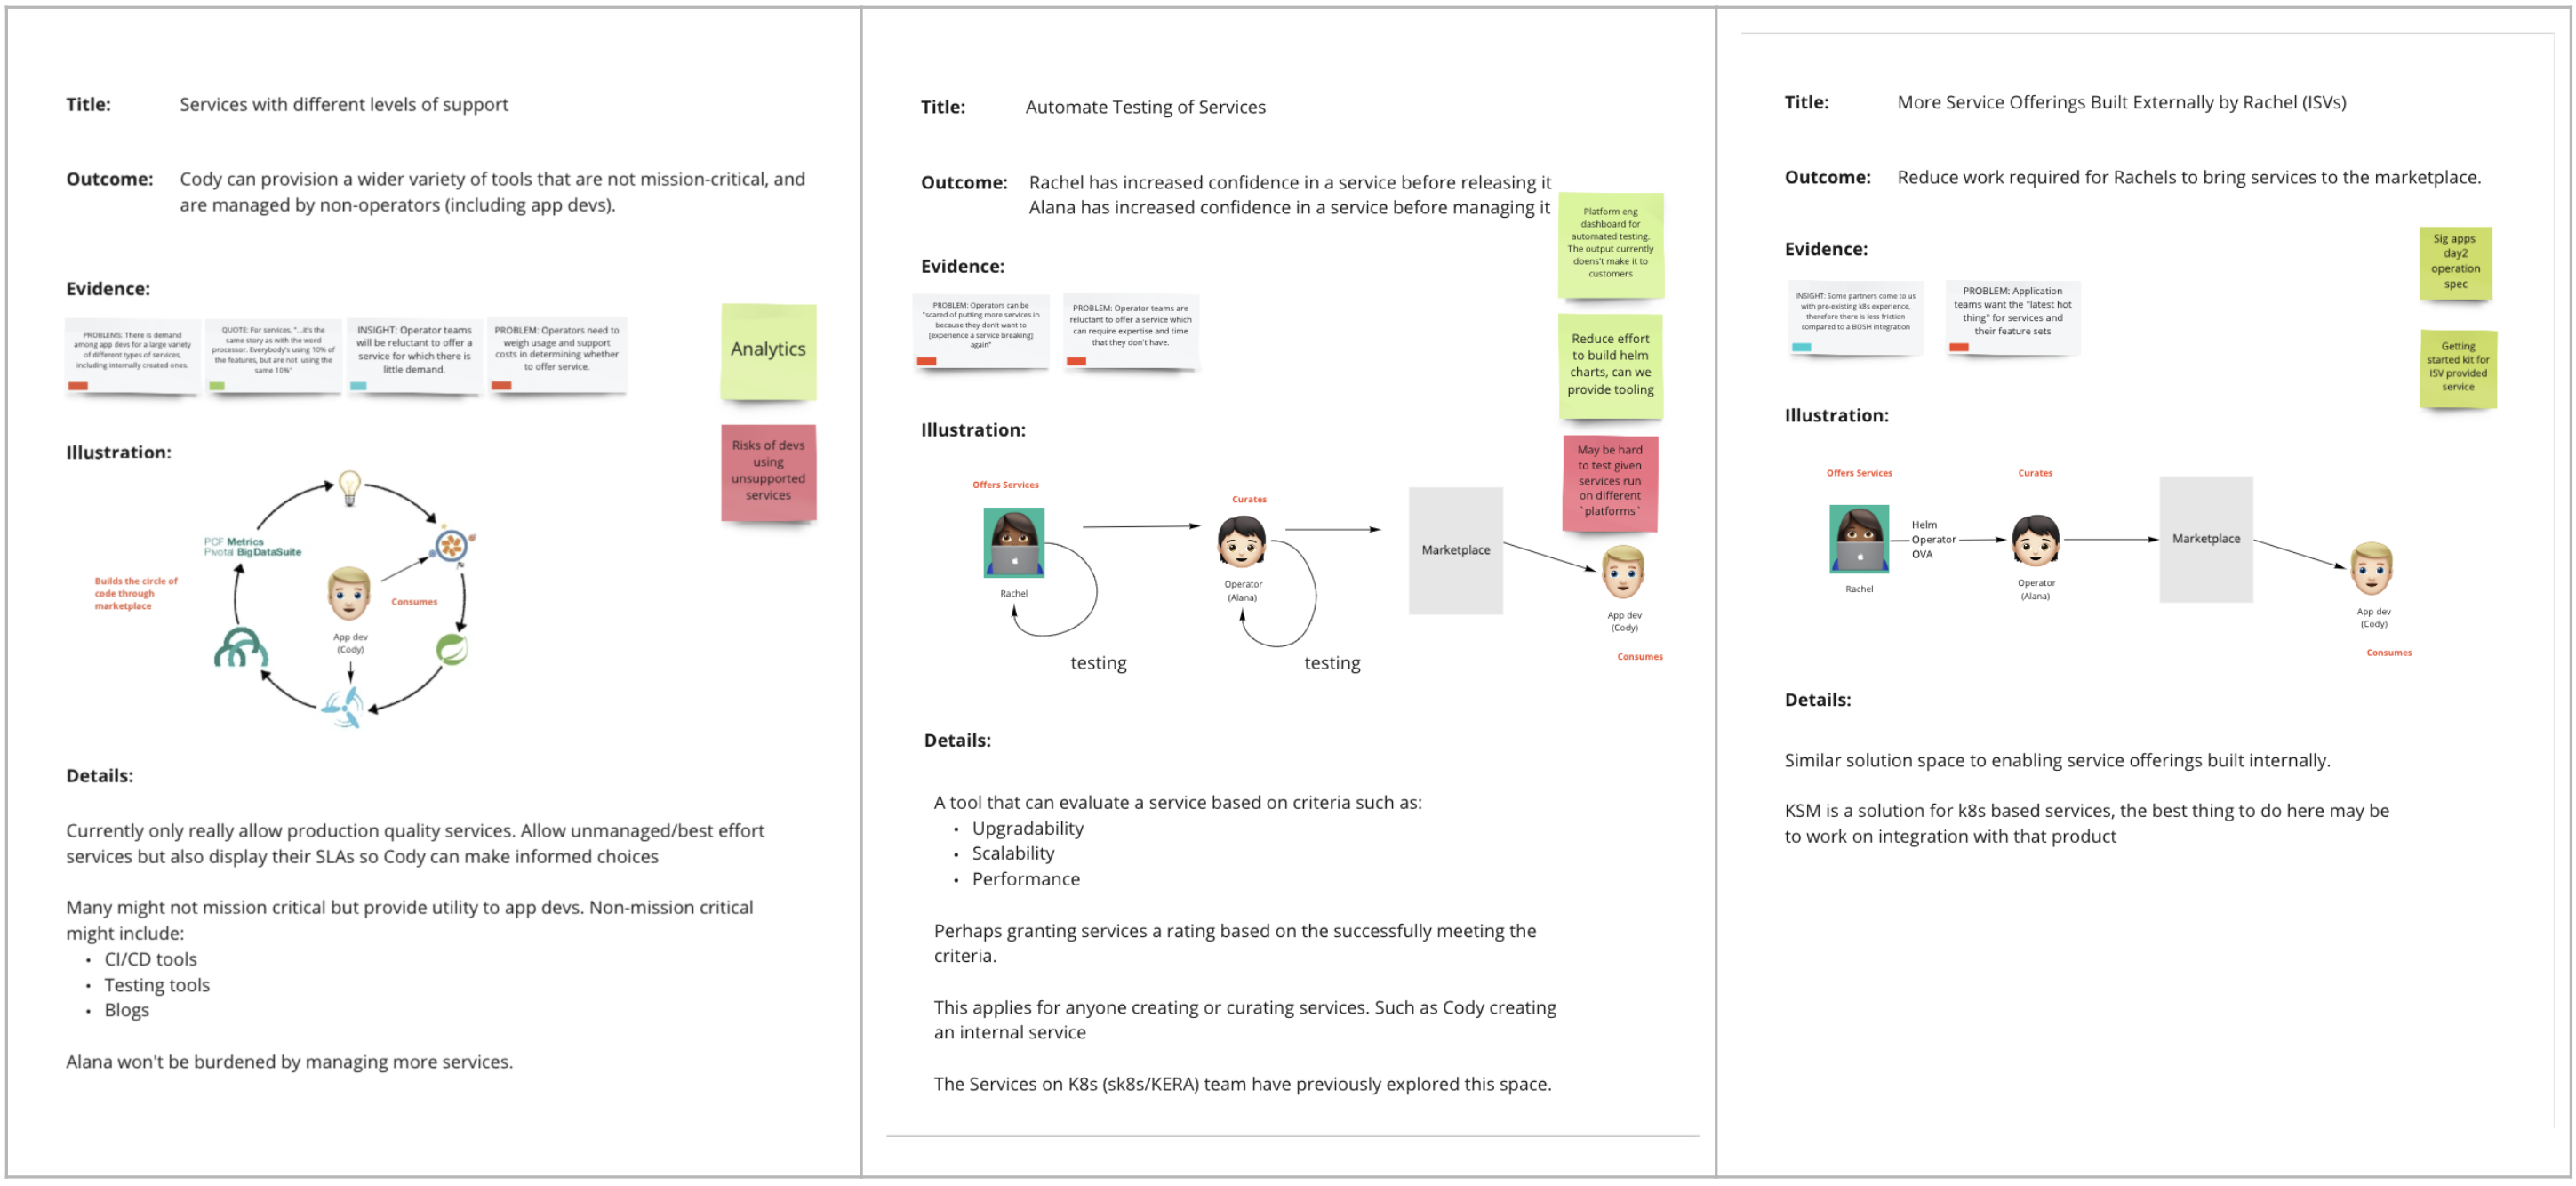 Title: Services with different levels of support
Outcome: Cody can provision a wider variety of tools that are not mission-critical, and
are managed by non-operators (including app devs).
Evidence:
PROBLEMS: There is demand
among app devs for a large variety
of different types of services,
including internally created ones.
QUOTE: For services, "...it's the
same story as with the word
processor. Everybody's using 10% of
the features, but are not using the
same 10%"
INSIGHT: Operator teams
will be reluctant to offer a
service for which there is
little demand.
PROBLEM: Operators need to
weigh usage and support
costs in determining whether
to offer service.
Analytics
Risks of devs
using
unsupported
services
Illustration:
PCF Metrics
Pivotal BigDataSuite
Builds the circle of
code through
marketplace
Consumes
App dev
(Cody)
Details:
Currently only really allow production quality services. Allow unmanaged/best effort
services but also display their SLAs so Cody can make informed choices
Many might not mission critical but provide utility to app devs. Non-mission critical
might include:
• CI/CD tools
• Testing tools
• Blogs
Alana won't be burdened by managing more services.
Title: Automate Testing of Services
Outcome: Rachel has increased confidence in a service before releasing it
Alana has increased confidence in a service before managing it
Platform eng
dashboard for
automated testing.
The output currently
doens't make it to
customers
Evidence:
PROBLEM: Operators can be
"scared of putting more services in
because they don't want to
[experience a service breaking]
again"
PROBLEM: Operator teams are
reluctant to offer a service which
can require expertise and time
that they don't have.
Reduce effort
to build helm
charts, can we
provide tooling
May be hard
to test given
services run
on different
`platforms`
Illustration:
Offers Services
Rachel
testing
Curates
Operator
(Alana)
testing
Marketplace
App dev
(Cody)
Consumes
Details:
A tool that can evaluate a service based on criteria such as:
• Upgradability
• Scalability
• Performance
Perhaps granting services a rating based on the successfully meeting the
criteria.
This applies for anyone creating or curating services. Such as Cody creating
an internal service
The Services on K8s (sk8s/KERA) team have previously explored this space.
Title: More Service Offerings Built Externally by Rachel (ISVs)
Outcome: Reduce work required for Rachels to bring services to the marketplace.
Evidence:
INSIGHT: Some partners come to us
with pre-existing k8s experience,
therefore there is less friction
compared to a BOSH integration
PROBLEM: Application
teams want the "latest hot
thing" for services and
their feature sets
Sig apps
day2
operation
spec
Getting
started kit for
ISV provided
service
Illustration:
Offers Services
Rachel
Helm
Operator
OVA
Curates
Operator
(Alana)
Marketplace
App dev
(Cody)
Consumes
Details:
Similar solution space to enabling service offerings built internally.
KSM is a solution for k8s based services, the best thing to do here may be
to work on integration with that product